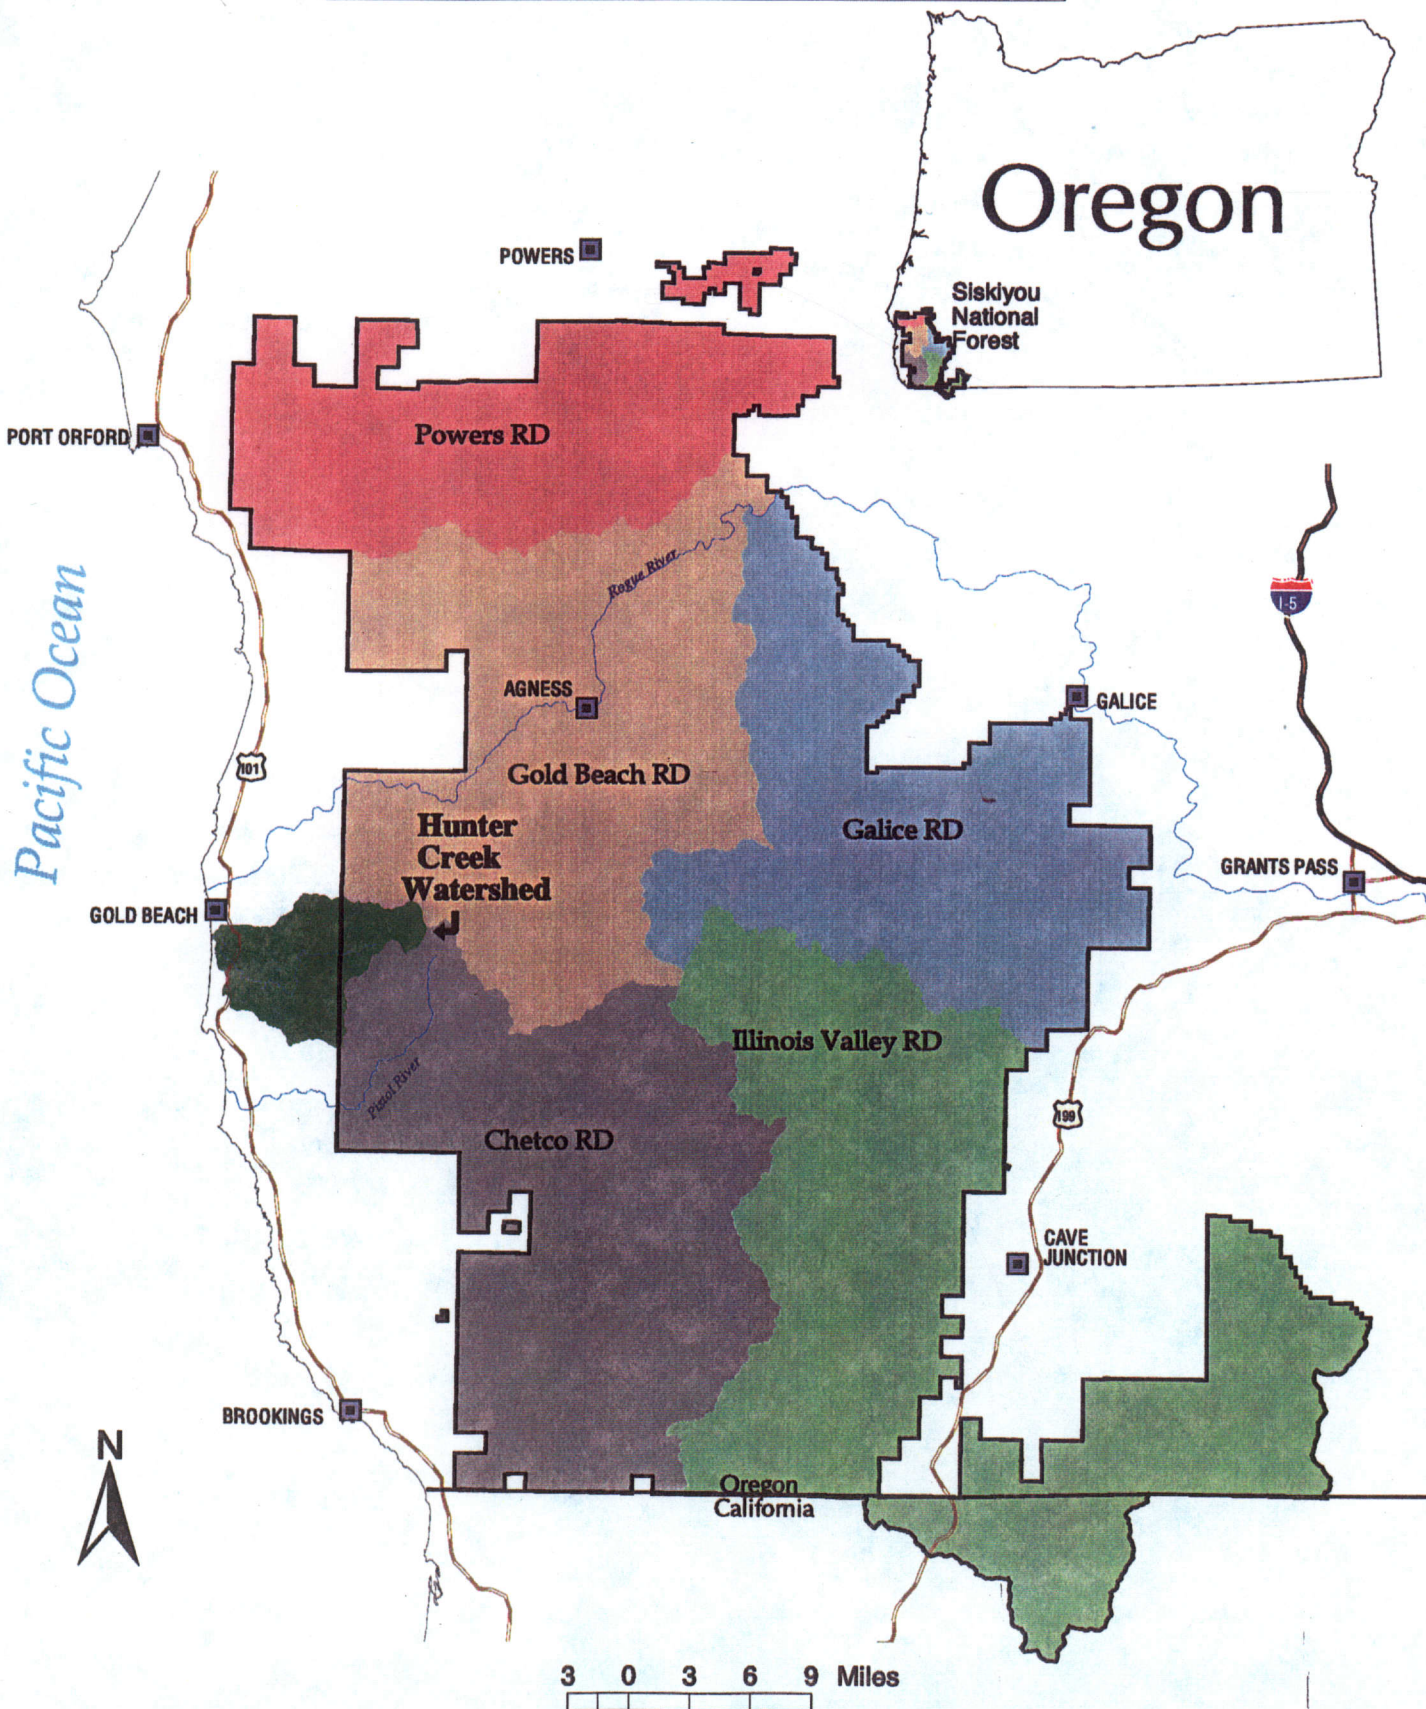 Oregon
Siskiyou
National
Forest
POWERS
PORT ORFORD
Powers RD
Pacific Ocean
Rogue River
I-5
AGNESS
GALICE
101
Gold Beach RD
Hunter
Creek
Watershed
Galice RD
GRANTS PASS
GOLD BEACH
Illinois Valley RD
Pistol River
199
Chetco RD
CAVE
JUNCTION
BROOKINGS
N
Oregon
California
3 0 3 6 9 Miles